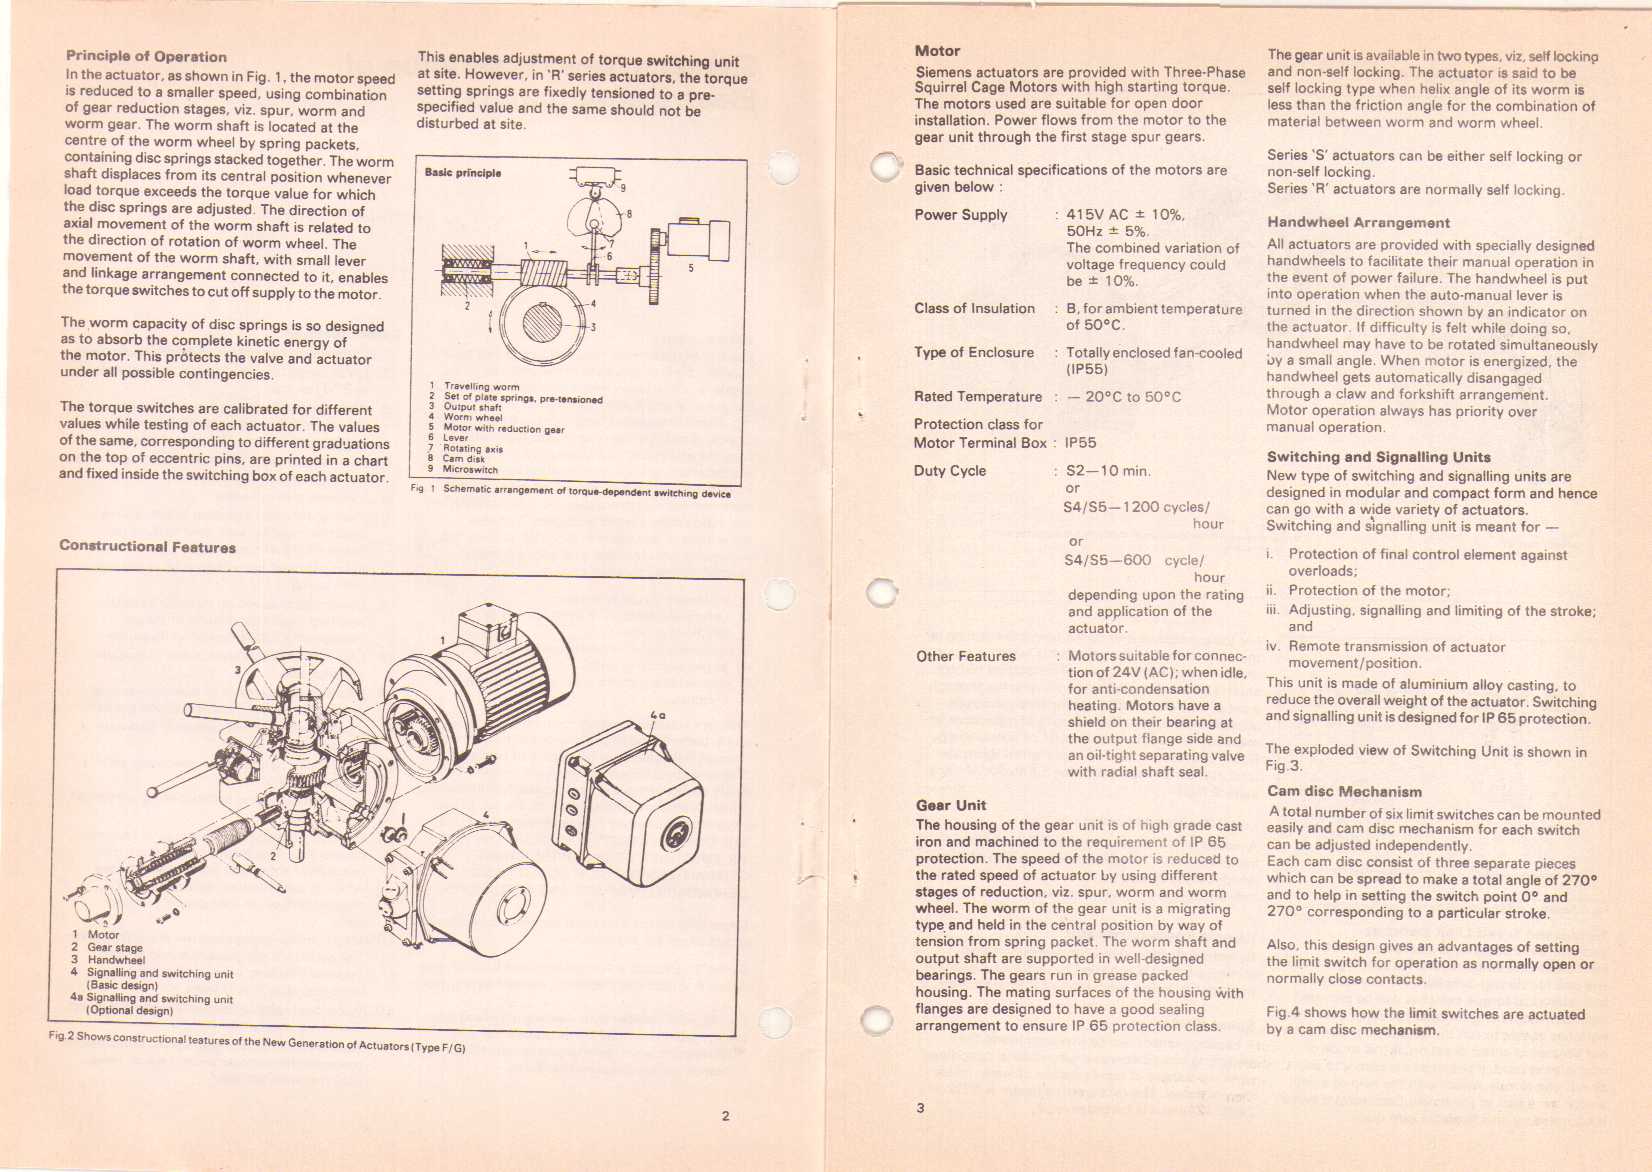 Principle of Operation
In the actuator, as shown in Fig. 1, the motor speed
is reduced to a smaller speed, using combination
of gear reduction stages, viz. spur, worm and
worm gear. The worm shaft is located at the
centre of the worm wheel by spring packets,
containing disc springs stacked together. The worm
shaft displaces from its central position whenever
load torque exceeds the torque value for which
the disc springs are adjusted. The direction of
axial movement of the worm shaft is related to
the direction of rotation of worm wheel. The
movement of the worm shaft, with small lever
and linkage arrangement connected to it, enables
the torque switches to cut off supply to the motor.
The worm capacity of disc springs is so designed
as to absorb the complete kinetic energy of
the motor. This protects the valve and actuator
under all possible contingencies.
The torque switches are calibrated for different
values while testing of each actuator. The values
of the same, corresponding to different graduations
on the top of eccentric pins, are printed in a chart
and fixed inside the switching box of each actuator.
This enables adjustment of torque switching unit
at site. However, in 'R' series actuators, the torque
setting springs are fixedly tensioned to a pre-
specified value and the same should not be
disturbed at site.
Basic principle
9
8
1
7
6
5
2
4
3
1 Travelling worm
2 Set of plate springs, pre-tensioned
3 Output shaft
4 Worm wheel
5 Motor with reduction gear
6 Lever
7 Rotating axis
8 Cam disk
9 Microswitch
Fig 1 Schematic arrangement of torque-dependent switching device
Constructional Features
1
3
4a
4
2
1 Motor
2 Gear stage
3 Handwheel
4 Signalling and switching unit
(Basic design)
4a Signalling and switching unit
(Optional design)
Fig.2 Shows constructional teatures of the New Generation of Actuators (Type F/G)
2
Motor
Siemens actuators are provided with Three-Phase
Squirrel Cage Motors with high starting torque.
The motors used are suitable for open door
installation. Power flows from the motor to the
gear unit through the first stage spur gears.
Basic technical specifications of the motors are
given below :
Power Supply : 415V AC ± 10%,
50Hz ± 5%.
The combined variation of
voltage frequency could
be ± 10%.
Class of Insulation : B, for ambient temperature
of 50°C.
Type of Enclosure : Totally enclosed fan-cooled
(IP55)
Rated Temperature : — 20°C to 50°C
Protection class for
Motor Terminal Box : IP55
Duty Cycle : S2—10 min.
or
S4/S5—1200 cycles/
hour
or
S4/S5—600 cycle/
hour
depending upon the rating
and application of the
actuator.
Other Features : Motors suitable for connec-
tion of 24V (AC); when idle,
for anti-condensation
heating. Motors have a
shield on their bearing at
the output flange side and
an oil-tight separating valve
with radial shaft seal.
Gear Unit
The housing of the gear unit is of high grade cast
iron and machined to the requirement of IP 65
protection. The speed of the motor is reduced to
the rated speed of actuator by using different
stages of reduction, viz. spur, worm and worm
wheel. The worm of the gear unit is a migrating
type and held in the central position by way of
tension from spring packet. The worm shaft and
output shaft are supported in well-designed
bearings. The gears run in grease packed
housing. The mating surfaces of the housing with
flanges are designed to have a good sealing
arrangement to ensure IP 65 protection class.
3
The gear unit is available in two types, viz, self locking
and non-self locking. The actuator is said to be
self locking type when helix angle of its worm is
less than the friction angle for the combination of
material between worm and worm wheel.
Series 'S' actuators can be either self locking or
non-self locking.
Series 'R' actuators are normally self locking.
Handwheel Arrangement
All actuators are provided with specially designed
handwheels to facilitate their manual operation in
the event of power failure. The handwheel is put
into operation when the auto-manual lever is
turned in the direction shown by an indicator on
the actuator. If difficulty is felt while doing so,
handwheel may have to be rotated simultaneously
by a small angle. When motor is energized, the
handwheel gets automatically disangaged
through a claw and forkshift arrangement.
Motor operation always has priority over
manual operation.
Switching and Signalling Units
New type of switching and signalling units are
designed in modular and compact form and hence
can go with a wide variety of actuators.
Switching and signalling unit is meant for —
i. Protection of final control element against
overloads;
ii. Protection of the motor;
iii. Adjusting, signalling and limiting of the stroke;
and
iv. Remote transmission of actuator
movement/position.
This unit is made of aluminium alloy casting, to
reduce the overall weight of the actuator. Switching
and signalling unit is designed for IP 65 protection.
The exploded view of Switching Unit is shown in
Fig.3.
Cam disc Mechanism
A total number of six limit switches can be mounted
easily and cam disc mechanism for each switch
can be adjusted independently.
Each cam disc consist of three separate pieces
which can be spread to make a total angle of 270°
and to help in setting the switch point 0° and
270° corresponding to a particular stroke.
Also, this design gives an advantages of setting
the limit switch for operation as normally open or
normally close contacts.
Fig.4 shows how the limit switches are actuated
by a cam disc mechanism.